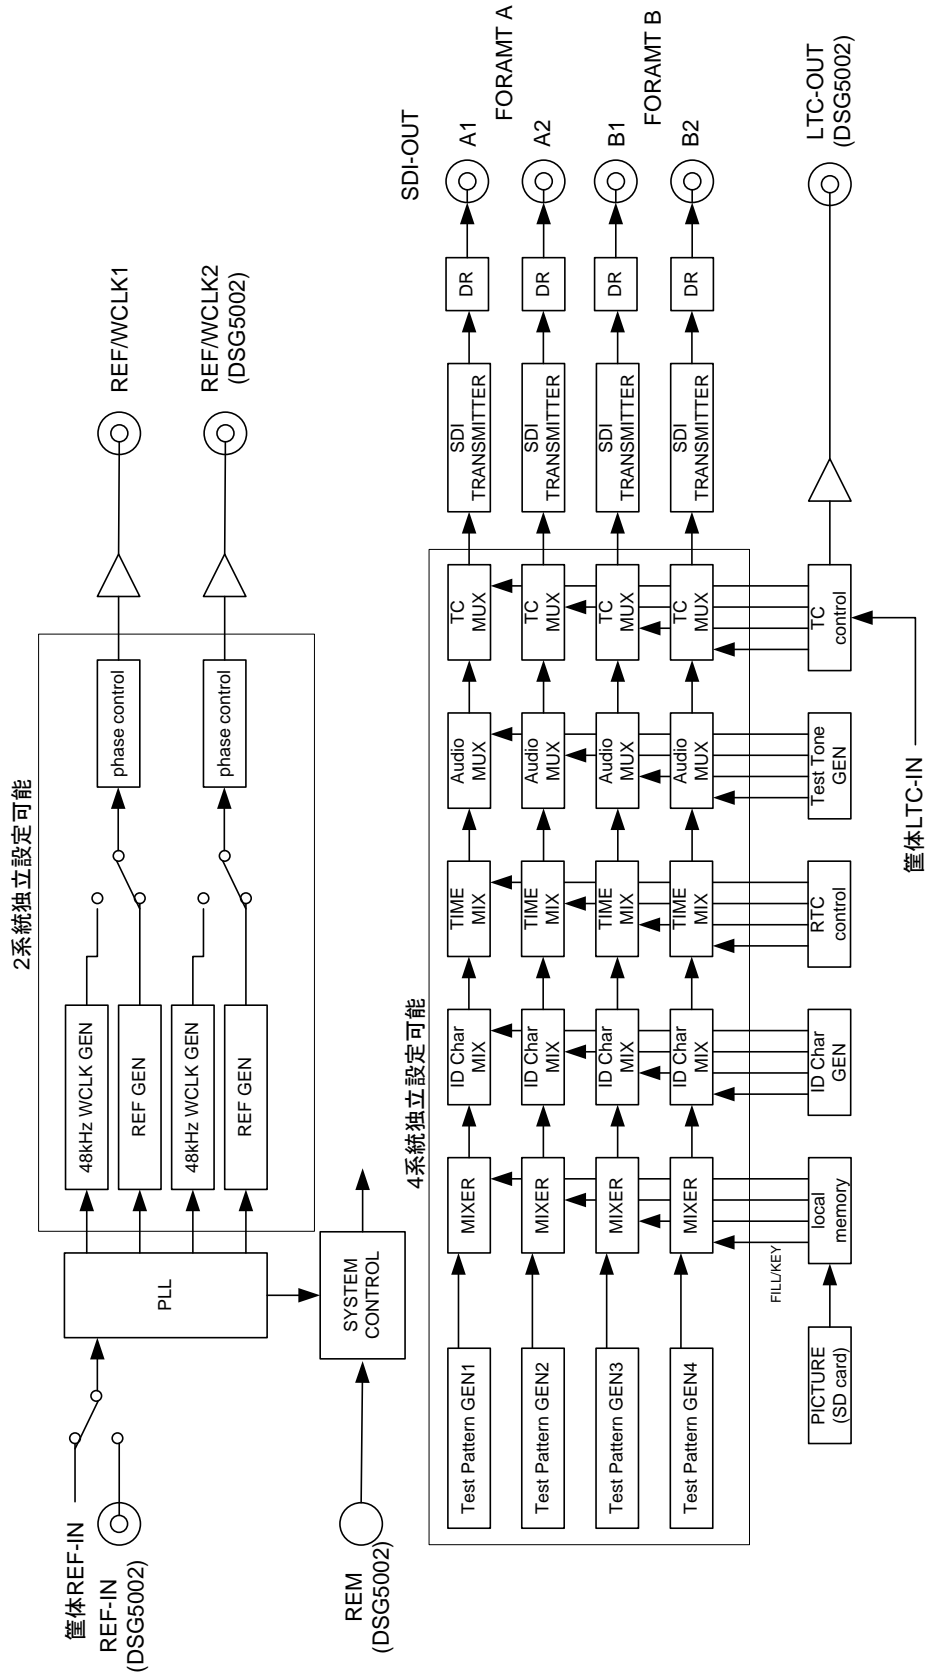 筐体REF-IN
REF-IN
(DSG5002)
PLL
2系統独立設定可能
48kHz WCLK GEN
REF GEN
48kHz WCLK GEN
REF GEN
phase control
phase control
REF/WCLK1
REF/WCLK2
(DSG5002)
REM
(DSG5002)
SYSTEM
CONTROL
4系統独立設定可能
SDI-OUT
Test Pattern GEN1
MIXER
ID Char
MIX
TIME
MIX
Audio
MUX
TC
MUX
SDI
TRANSMITTER
DR
A1
FORAMT A
Test Pattern GEN2
MIXER
ID Char
MIX
TIME
MIX
Audio
MUX
TC
MUX
SDI
TRANSMITTER
DR
A2
Test Pattern GEN3
MIXER
ID Char
MIX
TIME
MIX
Audio
MUX
TC
MUX
SDI
TRANSMITTER
DR
B1
FORAMT B
Test Pattern GEN4
MIXER
ID Char
MIX
TIME
MIX
Audio
MUX
TC
MUX
SDI
TRANSMITTER
DR
B2
FILL/KEY
PICTURE
(SD card)
local
memory
ID Char
GEN
RTC
control
Test Tone
GEN
TC
control
LTC-OUT
(DSG5002)
筐体LTC-IN